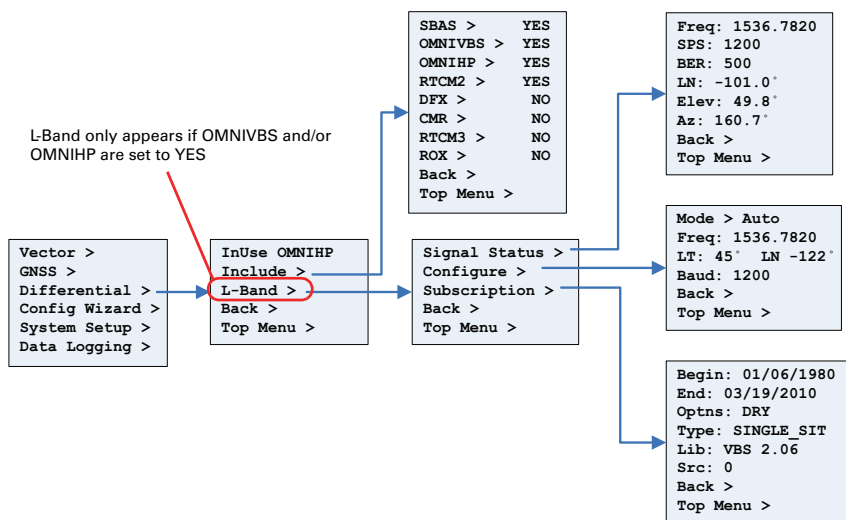 L-Band only appears if OMNIVBS and/or
OMNIHP are set to YES
Vector >
GNSS >
Differential >
Config Wizard >
System Setup >
Data Logging >
InUse OMNIHP
Include >
L-Band >
Back >
Top Menu >
SBAS > YES
OMNIVBS > YES
OMNIHP > YES
RTCM2 > YES
DFX > NO
CMR > NO
RTCM3 > NO
ROX > NO
Back >
Top Menu >
Signal Status >
Configure >
Subscription >
Back >
Top Menu >
Freq: 1536.7820
SPS: 1200
BER: 500
LN: -101.0°
Elev: 49.8°
Az: 160.7°
Back >
Top Menu >
Mode > Auto
Freq: 1536.7820
LT: 45° LN -122°
Baud: 1200
Back >
Top Menu >
Begin: 01/06/1980
End: 03/19/2010
Optns: DRY
Type: SINGLE_SIT
Lib: VBS 2.06
Src: 0
Back >
Top Menu >